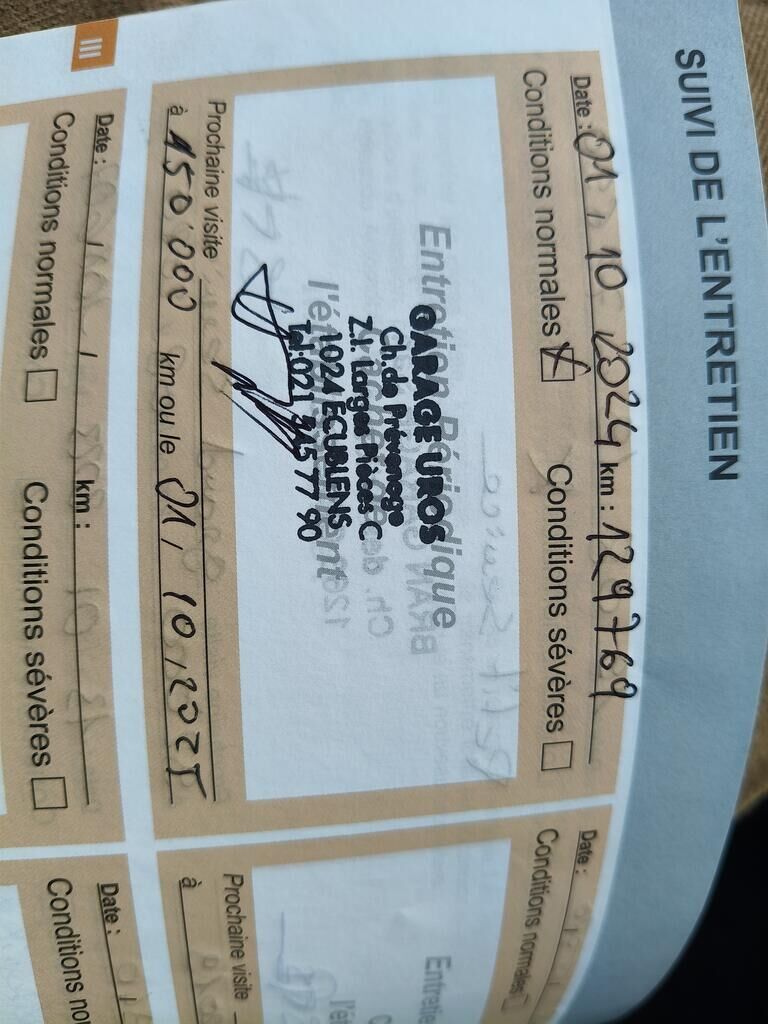 SUIVI DE L'ENTRETIEN
Date : 01, 10 2024 km : 129769
Conditions normales Conditions sévères
Entretien Périodique
GARAGE UROS
Ch.de Prévenoge
Z.I. Larges Pièces C
1024 ECUBLENS
Tel:021 77 90
Prochaine visite
à 150'000 km ou le 01, 10, 2025
Date : km :
Conditions normales Conditions sévères
III
Date :
Conditions normales
Prochaine visite
à
Date :